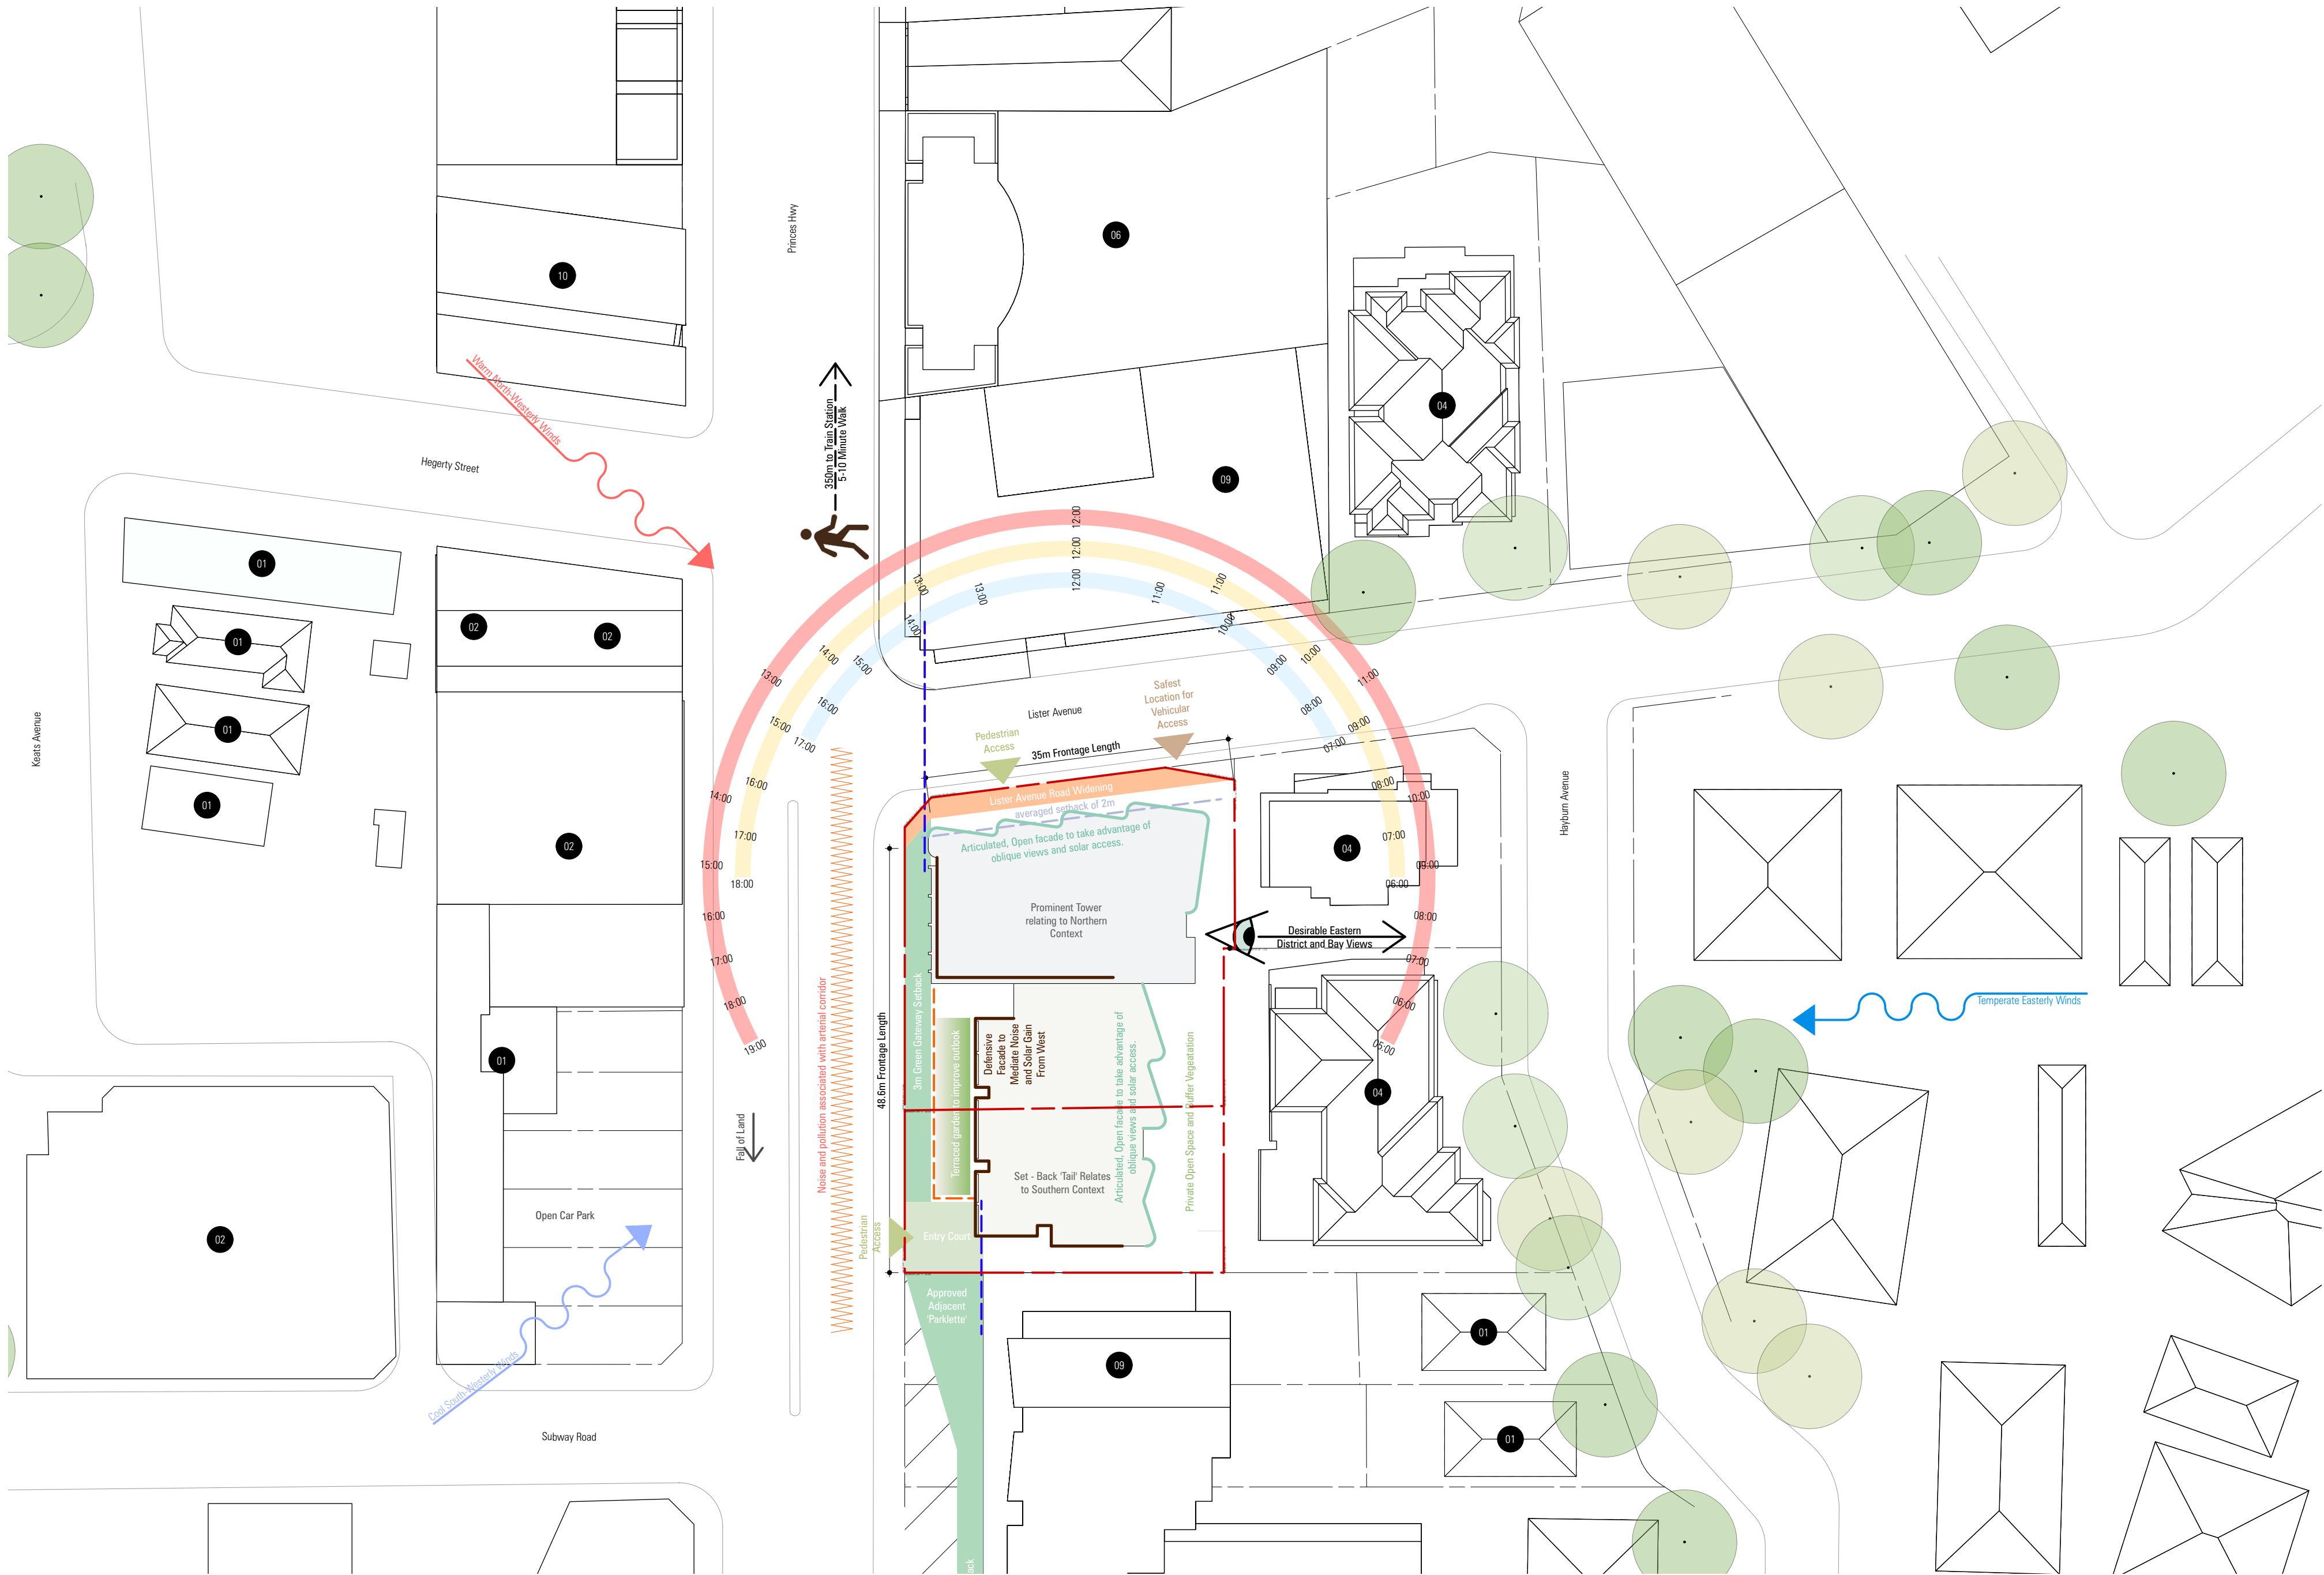 Princes Hwy
06
10
04
Warm North-Westerly Winds
350m to Train Station
5-10 Minute Walk
Hegerty Street
09
12:00
12:00
12:00
13:00
13:00
11:00
11:00
14:00
10:00
01
02
02
01
14:00
15:00
09:00
10:00
13:00
11:00
16:00
08:00
15:00
17:00
09:00
07:00
Safest
Location for
Vehicular
Access
Lister Avenue
Pedestrian
Access
35m Frontage Length
01
01
Keats Avenue
Hayburn Avenue
16:00
14:00
08:00
10:00
Lister Avenue Road Widening
averaged setback of 2m
Articulated, Open facade to take advantage of
oblique views and solar access.
17:00
07:00
02
04
15:00
18:00
09:00
06:00
16:00
08:00
Prominent Tower
relating to Northern
Context
Desirable Eastern
District and Bay Views
17:00
07:00
18:00
06:00
19:00
05:00
Temperate Easterly Winds
Noise and pollution associated with arterial corridor
48.6m Frontage Length
3m Green Gateway Setback
Terraced garden to improve outlook
Defensive
Facade to
Mediate Noise
and Solar Gain
From West
Articulated, Open facade to take advantage of
oblique views and solar access.
Private Open Space and Buffer Vegeatation
01
04
Fall of Land
Set - Back 'Tail' Relates
to Southern Context
Open Car Park
02
Pedestrian
Access
Entry Court
Approved
Adjacent
'Parklette'
01
09
Cool South-Westerly Winds
01
Subway Road
ack